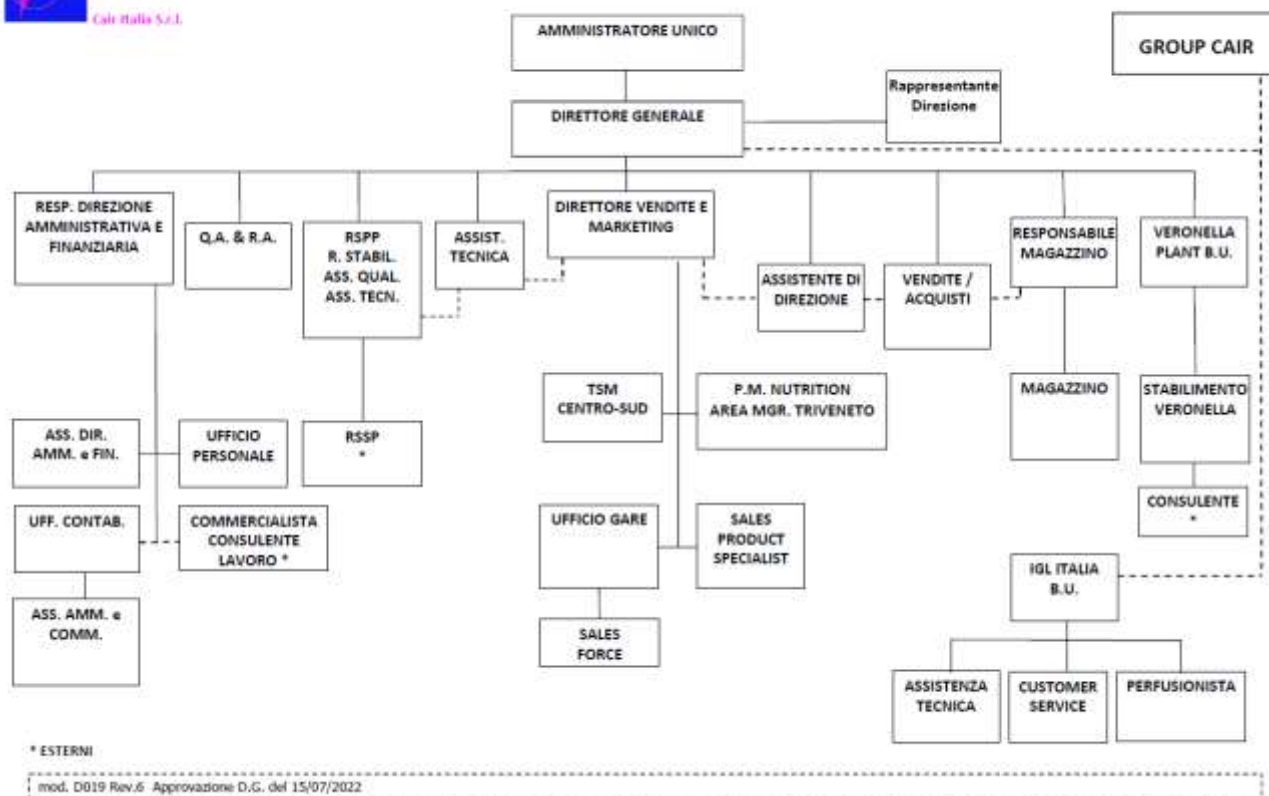 Cair Italia S.r.l.
AMMINISTRATORE UNICO
GROUP CAIR
DIRETTORE GENERALE
Rappresentante
Direzione
RESP. DIREZIONE
AMMINISTRATIVA E
FINANZIARIA
Q.A. & R.A.
RSPP
R. STABIL.
ASS. QUAL.
ASS. TECN.
ASSIST.
TECNICA
DIRETTORE VENDITE E
MARKETING
ASSISTENTE DI
DIREZIONE
VENDITE /
ACQUISTI
RESPONSABILE
MAGAZZINO
VERONELLA
PLANT B.U.
TSM
CENTRO-SUD
P.M. NUTRITION
AREA MGR. TRIVENETO
MAGAZZINO
STABILIMENTO
VERONELLA
ASS. DIR.
AMM. e FIN.
UFFICIO
PERSONALE
RSSP
*
UFF. CONTAB.
COMMERCIALISTA
CONSULENTE
LAVORO *
UFFICIO GARE
SALES
PRODUCT
SPECIALIST
CONSULENTE
*
IGL ITALIA
B.U.
ASS. AMM. e
COMM.
SALES
FORCE
ASSISTENZA
TECNICA
CUSTOMER
SERVICE
PERFUSIONISTA
* ESTERNI
mod. D019 Rev.6 Approvazione D.G. del 15/07/2022